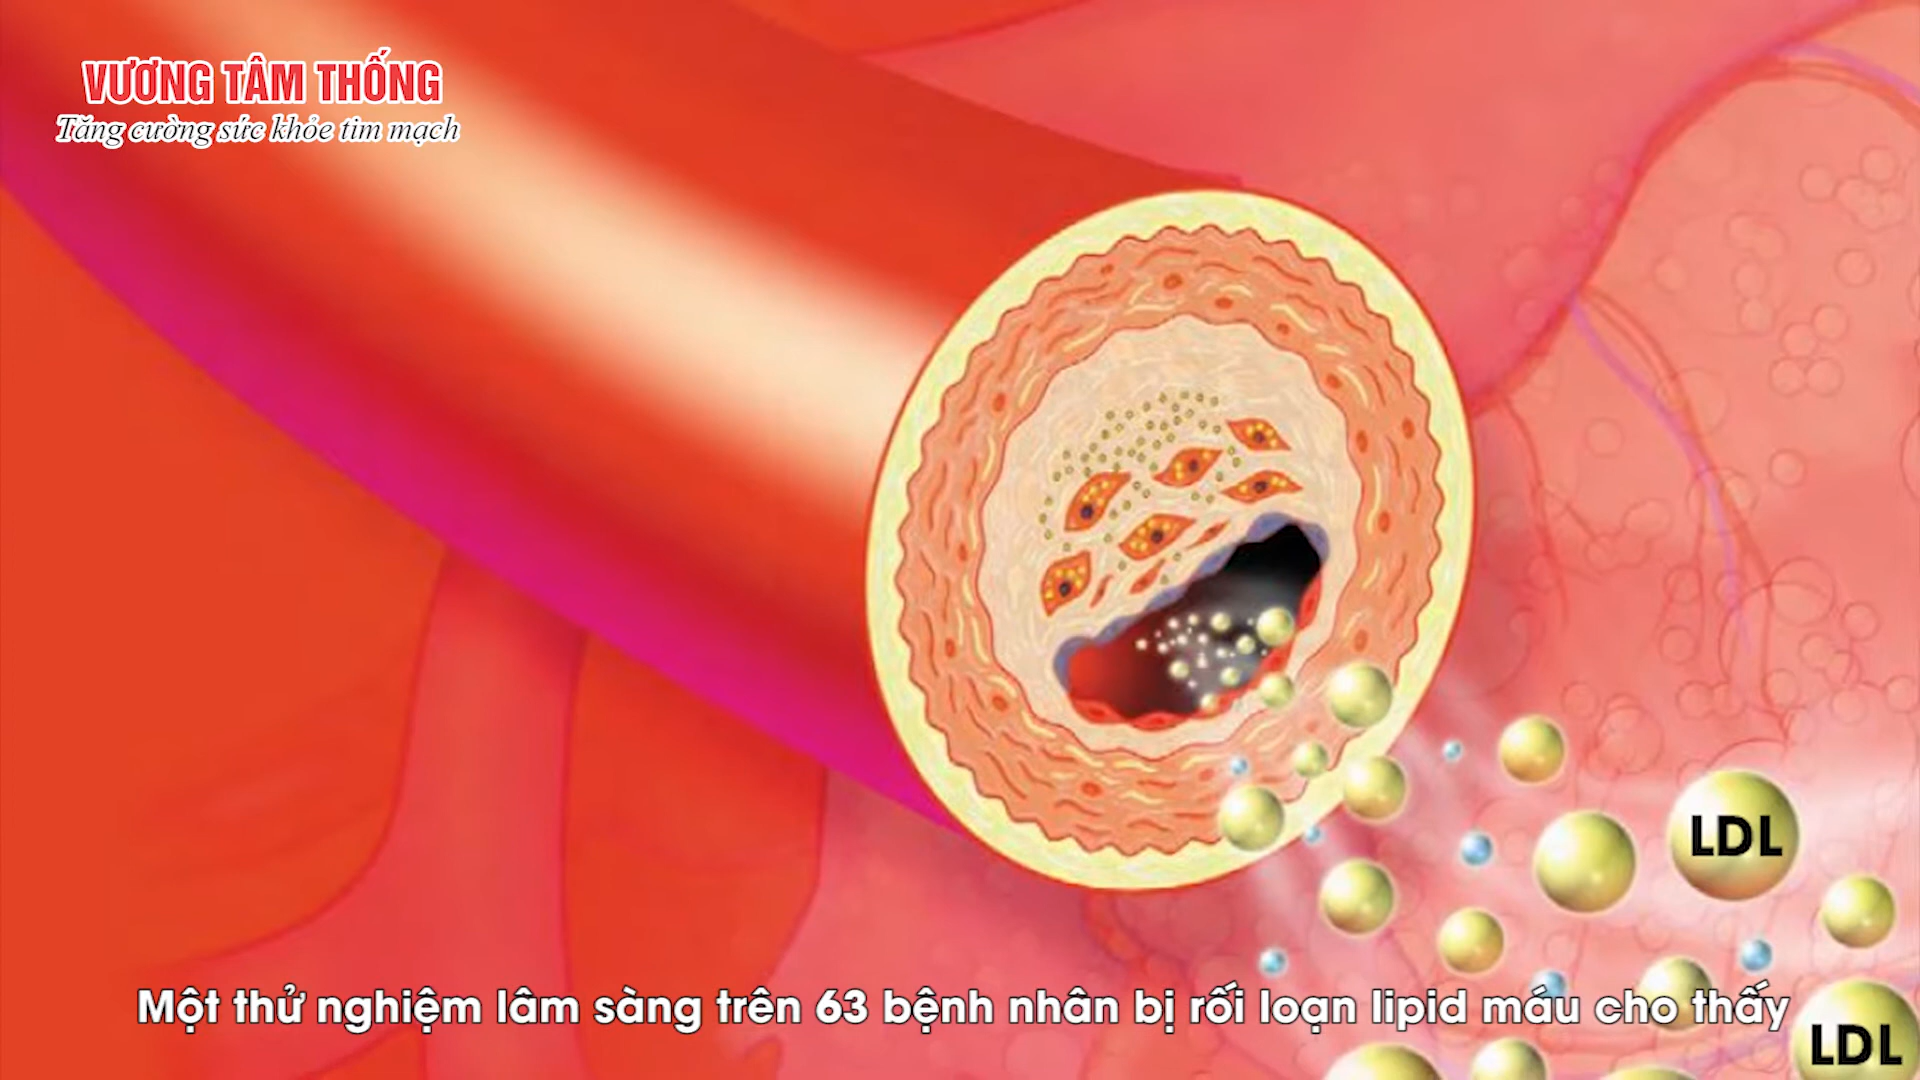 VƯƠNG TÂM THỐNG
Tăng cường sức khỏe tim mạch
LDL
Một thử nghiệm lâm sàng trên 63 bệnh nhân bị rối loạn lipid máu cho thấy
LDL